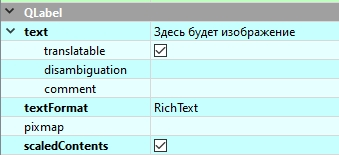 QLabel
text Здесь будет изображение
translatable
disambiguation
comment
textFormat RichText
pixmap
scaledContents